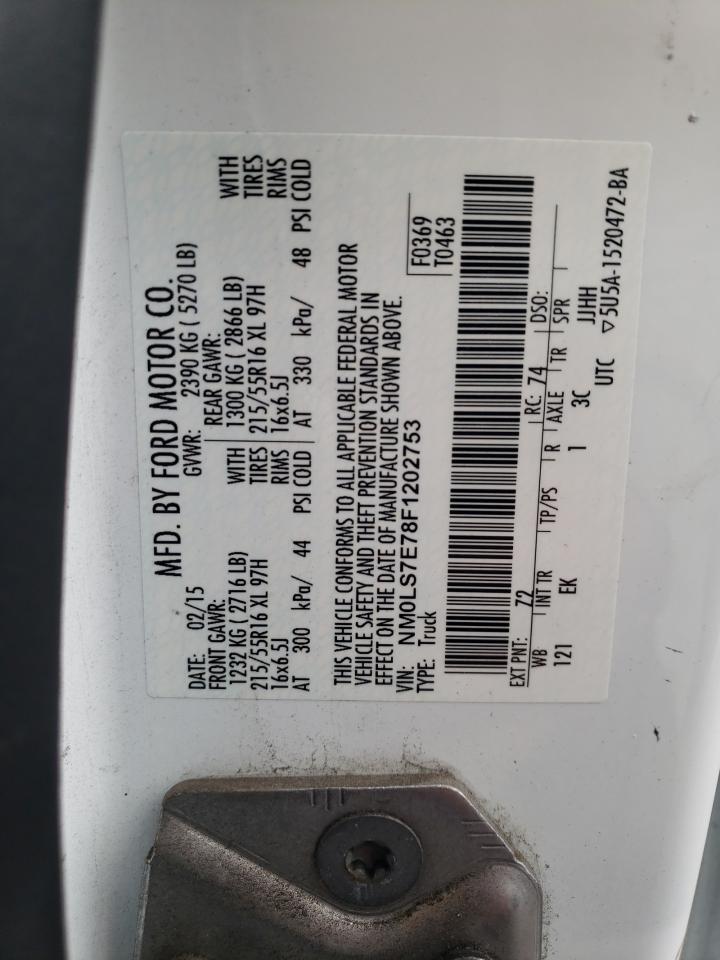 MFD. BY FORD MOTOR CO.
DATE: 02/15 GVWR: 2390 KG ( 5270 LB)
FRONT GAWR: REAR GAWR:
1232 KG ( 2716 LB) WITH 1300 KG ( 2866 LB) WITH
215/55R16 XL 97H TIRES 215/55R16 XL 97H TIRES
16x6.5J RIMS 16x6.5J RIMS
AT 300 kPa/ 44 PSI COLD AT 330 kPa/ 48 PSI COLD
THIS VEHICLE CONFORMS TO ALL APPLICABLE FEDERAL MOTOR
VEHICLE SAFETY AND THEFT PREVENTION STANDARDS IN
EFFECT ON THE DATE OF MANUFACTURE SHOWN ABOVE.
VIN: NM0LS7E78F1202753 F0369
TYPE: Truck T0463
EXT PNT: Z2 RC: 74 DSO:
WB INT TR TP/PS R AXLE TR SPR
121 EK 1 3C JJHH
UTC ▽5U5A-1520472-BA